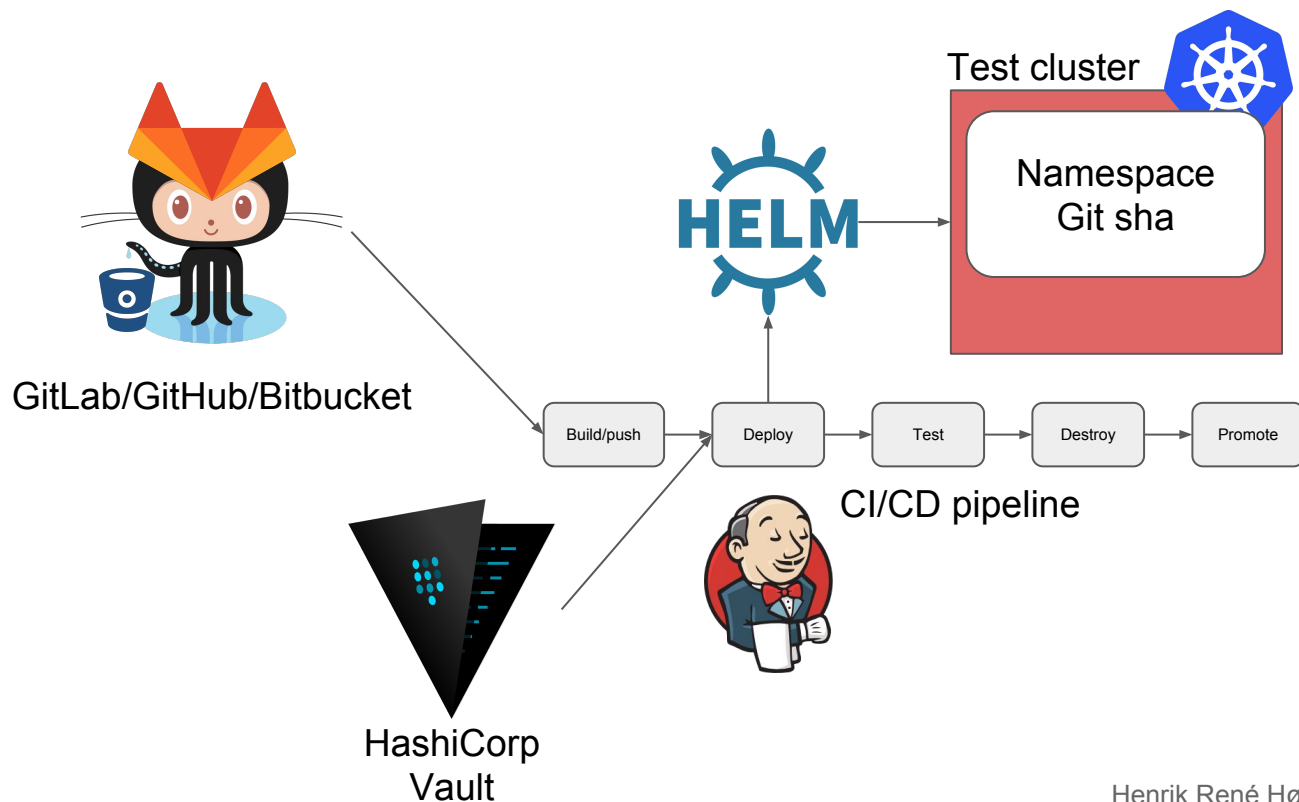 Test cluster
Namespace
Git sha
HELM
GitLab/GitHub/Bitbucket
Build/push
Deploy
Test
Destroy
Promote
CI/CD pipeline
HashiCorp
Vault
Henrik René